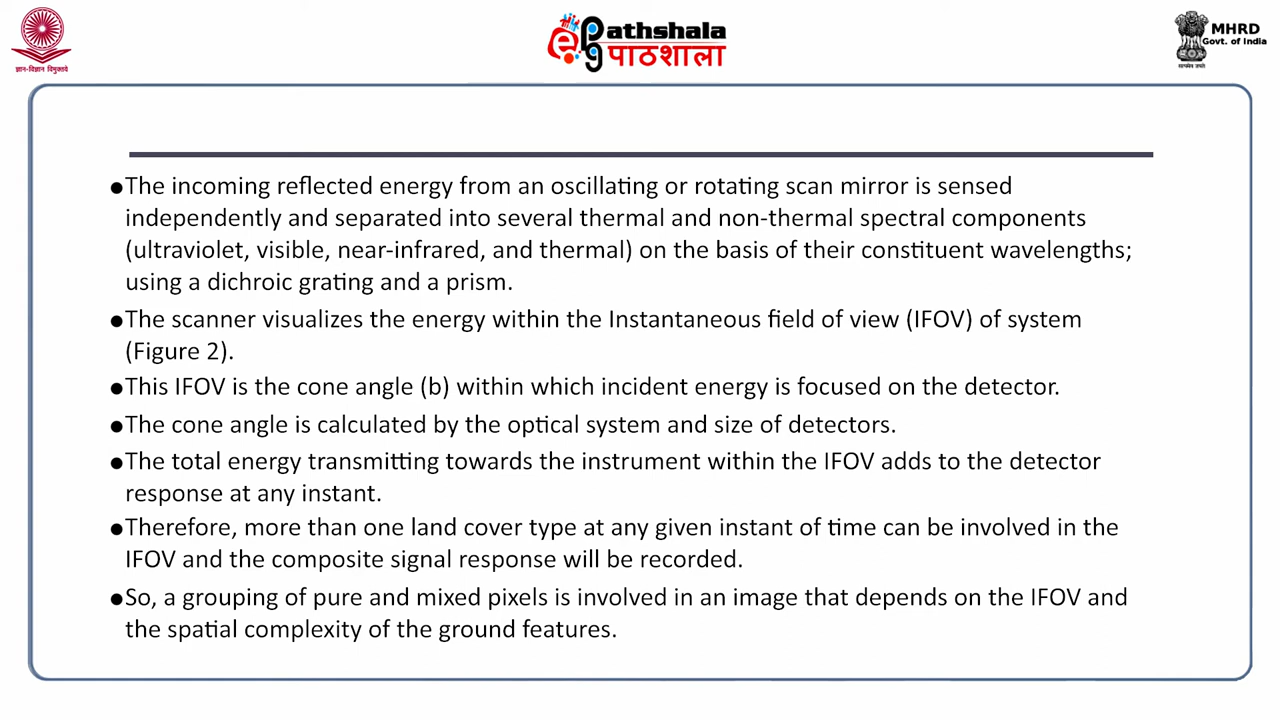 ज्ञान-विज्ञान विमुक्तये
ePG Pathshala
पाठशाला
MHRD
Govt. of India
सत्यमेव जयते
●The incoming reflected energy from an oscillating or rotating scan mirror is sensed
independently and separated into several thermal and non-thermal spectral components
(ultraviolet, visible, near-infrared, and thermal) on the basis of their constituent wavelengths;
using a dichroic grating and a prism.
●The scanner visualizes the energy within the Instantaneous field of view (IFOV) of system
(Figure 2).
●This IFOV is the cone angle (b) within which incident energy is focused on the detector.
●The cone angle is calculated by the optical system and size of detectors.
●The total energy transmitting towards the instrument within the IFOV adds to the detector
response at any instant.
●Therefore, more than one land cover type at any given instant of time can be involved in the
IFOV and the composite signal response will be recorded.
●So, a grouping of pure and mixed pixels is involved in an image that depends on the IFOV and
the spatial complexity of the ground features.